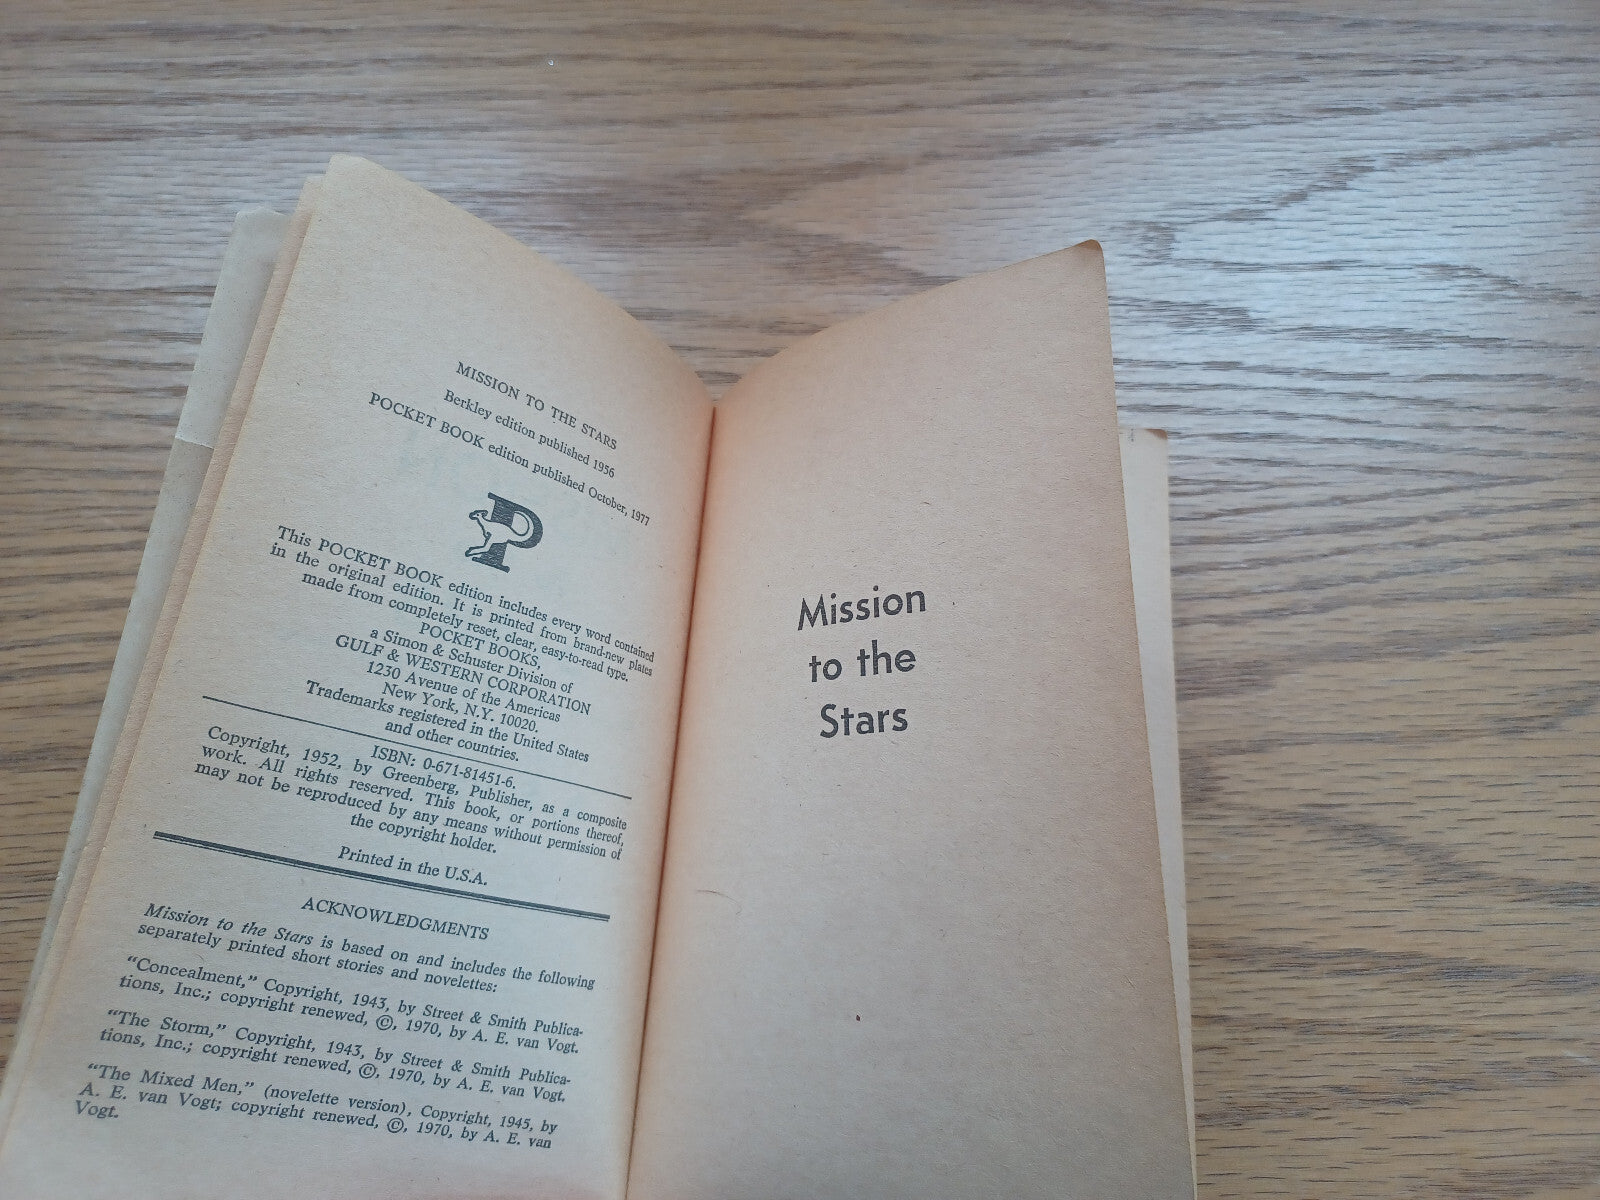 MISSION TO THE STARS
Berkley edition published 1956
POCKET BOOK edition published October, 1977
P
This POCKET BOOK edition includes every word contained
in the original edition. It is printed from brand-new plates
made from completely reset, clear, easy-to-read type.
POCKET BOOKS,
a Simon & Schuster Division of
GULF & WESTERN CORPORATION
1230 Avenue of the Americas
New York, N.Y. 10020.
Trademarks registered in the United States
and other countries.
ISBN: 0-671-81451-6.
Copyright, 1952, by Greenberg, Publisher, as a composite
work. All rights reserved. This book, or portions thereof,
may not be reproduced by any means without permission of
the copyright holder.
Printed in the U.S.A.
ACKNOWLEDGMENTS
Mission to the Stars is based on and includes the following
separately printed short stories and novelettes:
"Concealment," Copyright, 1943, by Street & Smith Publica-
tions, Inc.; copyright renewed, ©, 1970, by A. E. van Vogt.
"The Storm," Copyright, 1943, by Street & Smith Publica-
tions, Inc.; copyright renewed, ©, 1970, by A. E. van Vogt.
"The Mixed Men," (novelette version), Copyright, 1945, by
A. E. van Vogt; copyright renewed, ©, 1970, by A. E. van
Vogt.
Mission
to the
Stars